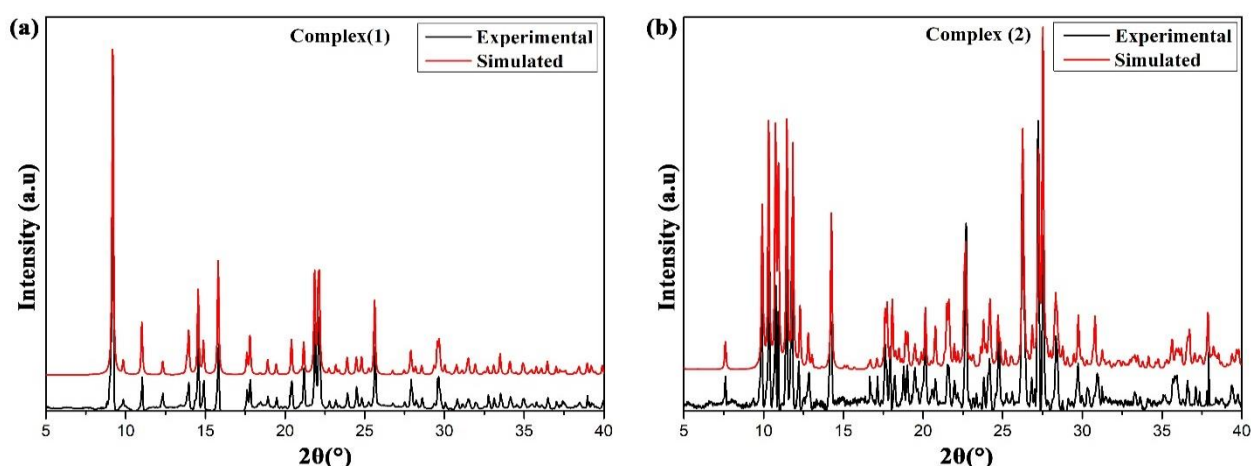 (a)
Complex(1)
Experimental
Simulated
Intensity (a.u)
5 10 15 20 25 30 35 40
2θ(°)
(b)
Complex (2)
Experimental
Simulated
Intensity (a.u)
5 10 15 20 25 30 35 40
2θ(°)